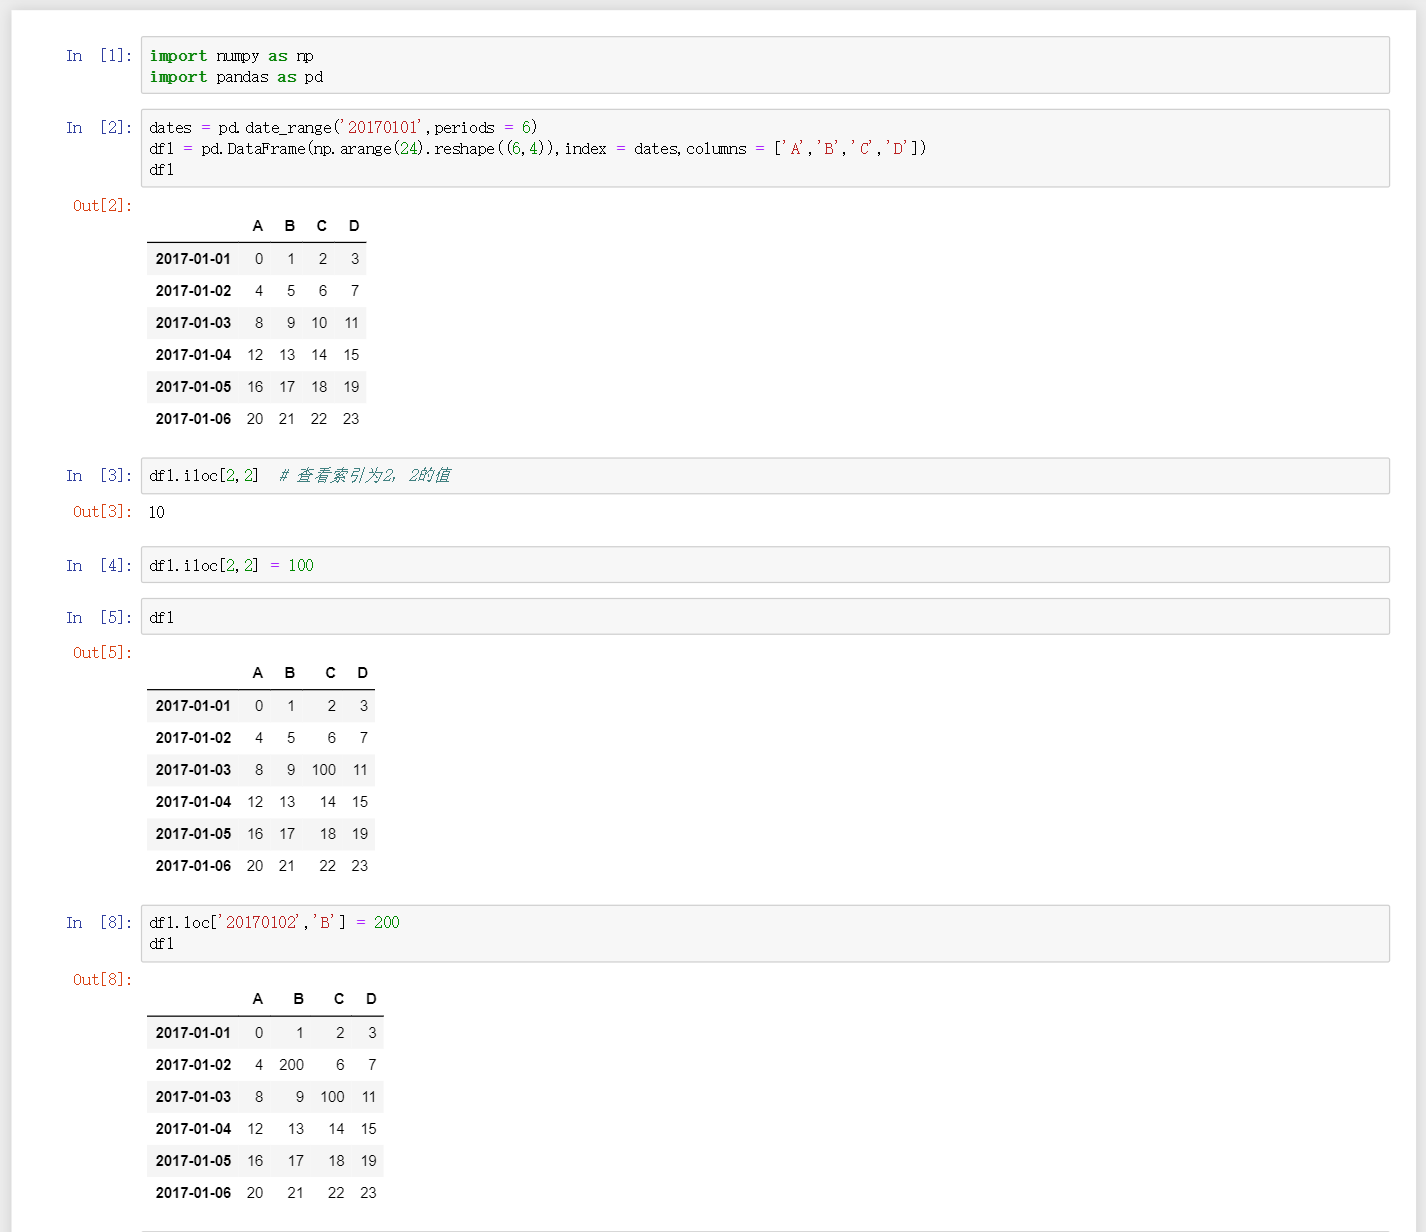 In [1]: import numpy as np
import pandas as pd
In [2]: dates = pd.date_range('20170101',periods = 6)
df1 = pd.DataFrame(np.arange(24).reshape((6,4)),index = dates,columns = ['A','B','C','D'])
df1
Out[2]:
A B C D
2017-01-01 0 1 2 3
2017-01-02 4 5 6 7
2017-01-03 8 9 10 11
2017-01-04 12 13 14 15
2017-01-05 16 17 18 19
2017-01-06 20 21 22 23
In [3]: df1.iloc[2,2]  # 查看索引为2，2的值
Out[3]: 10
In [4]: df1.iloc[2,2] = 100
In [5]: df1
Out[5]:
A B C D
2017-01-01 0 1 2 3
2017-01-02 4 5 6 7
2017-01-03 8 9 100 11
2017-01-04 12 13 14 15
2017-01-05 16 17 18 19
2017-01-06 20 21 22 23
In [8]: df1.loc['20170102','B'] = 200
df1
Out[8]:
A B C D
2017-01-01 0 1 2 3
2017-01-02 4 200 6 7
2017-01-03 8 9 100 11
2017-01-04 12 13 14 15
2017-01-05 16 17 18 19
2017-01-06 20 21 22 23